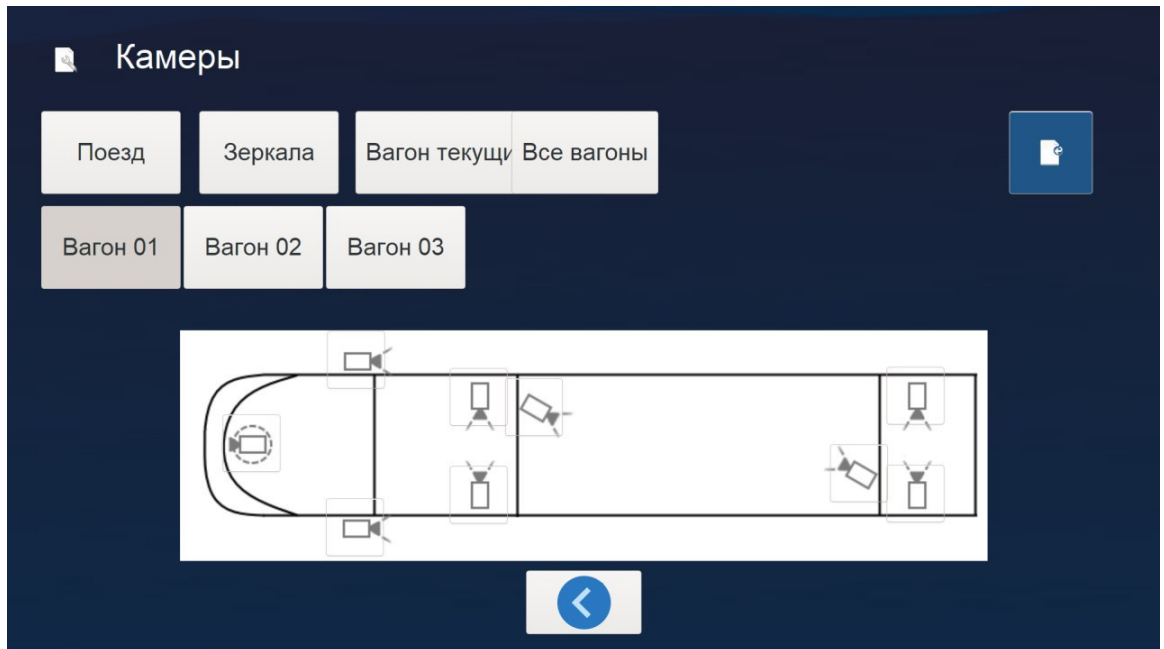 Камеры
Поезд Зеркала Вагон текущи Все вагоны
Вагон 01 Вагон 02 Вагон 03